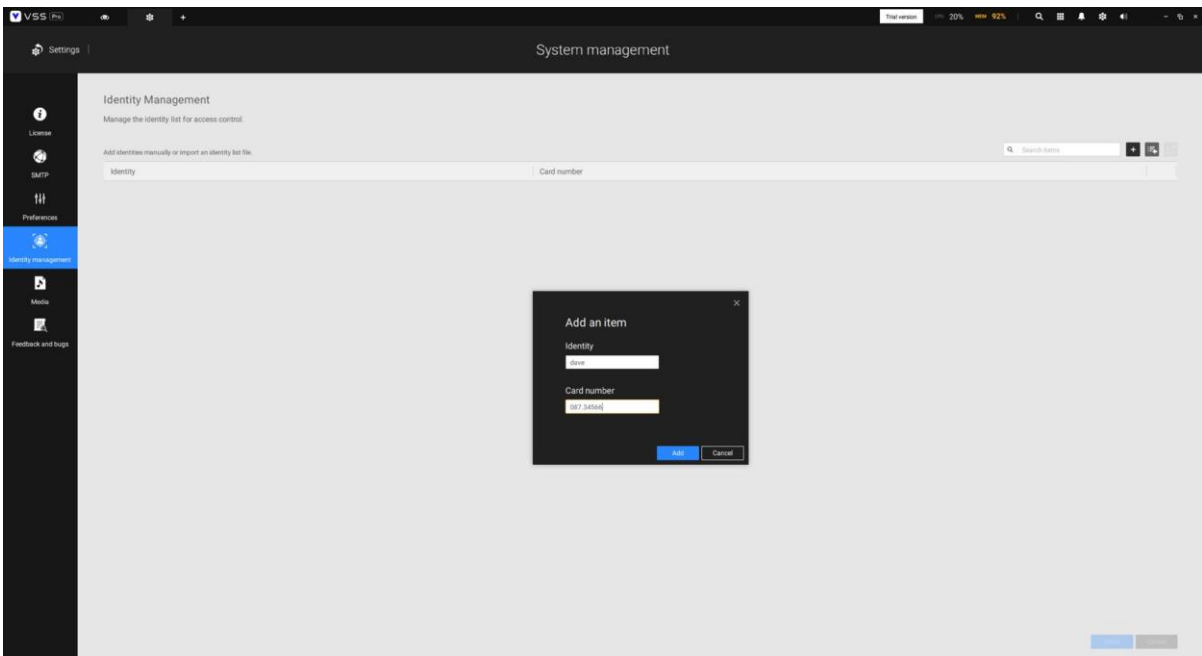 VSS Pro
Trial version
CPU 20% MEM 92%
Settings
System management
License
SMTP
Preferences
Identity management
Media
Feedback and bugs
Identity Management
Manage the identity list for access control
Add identities manually or import an identity list file.
Search items
Identity Card number
Add an item
Identity
dave
Card number
087.34566
Add Cancel